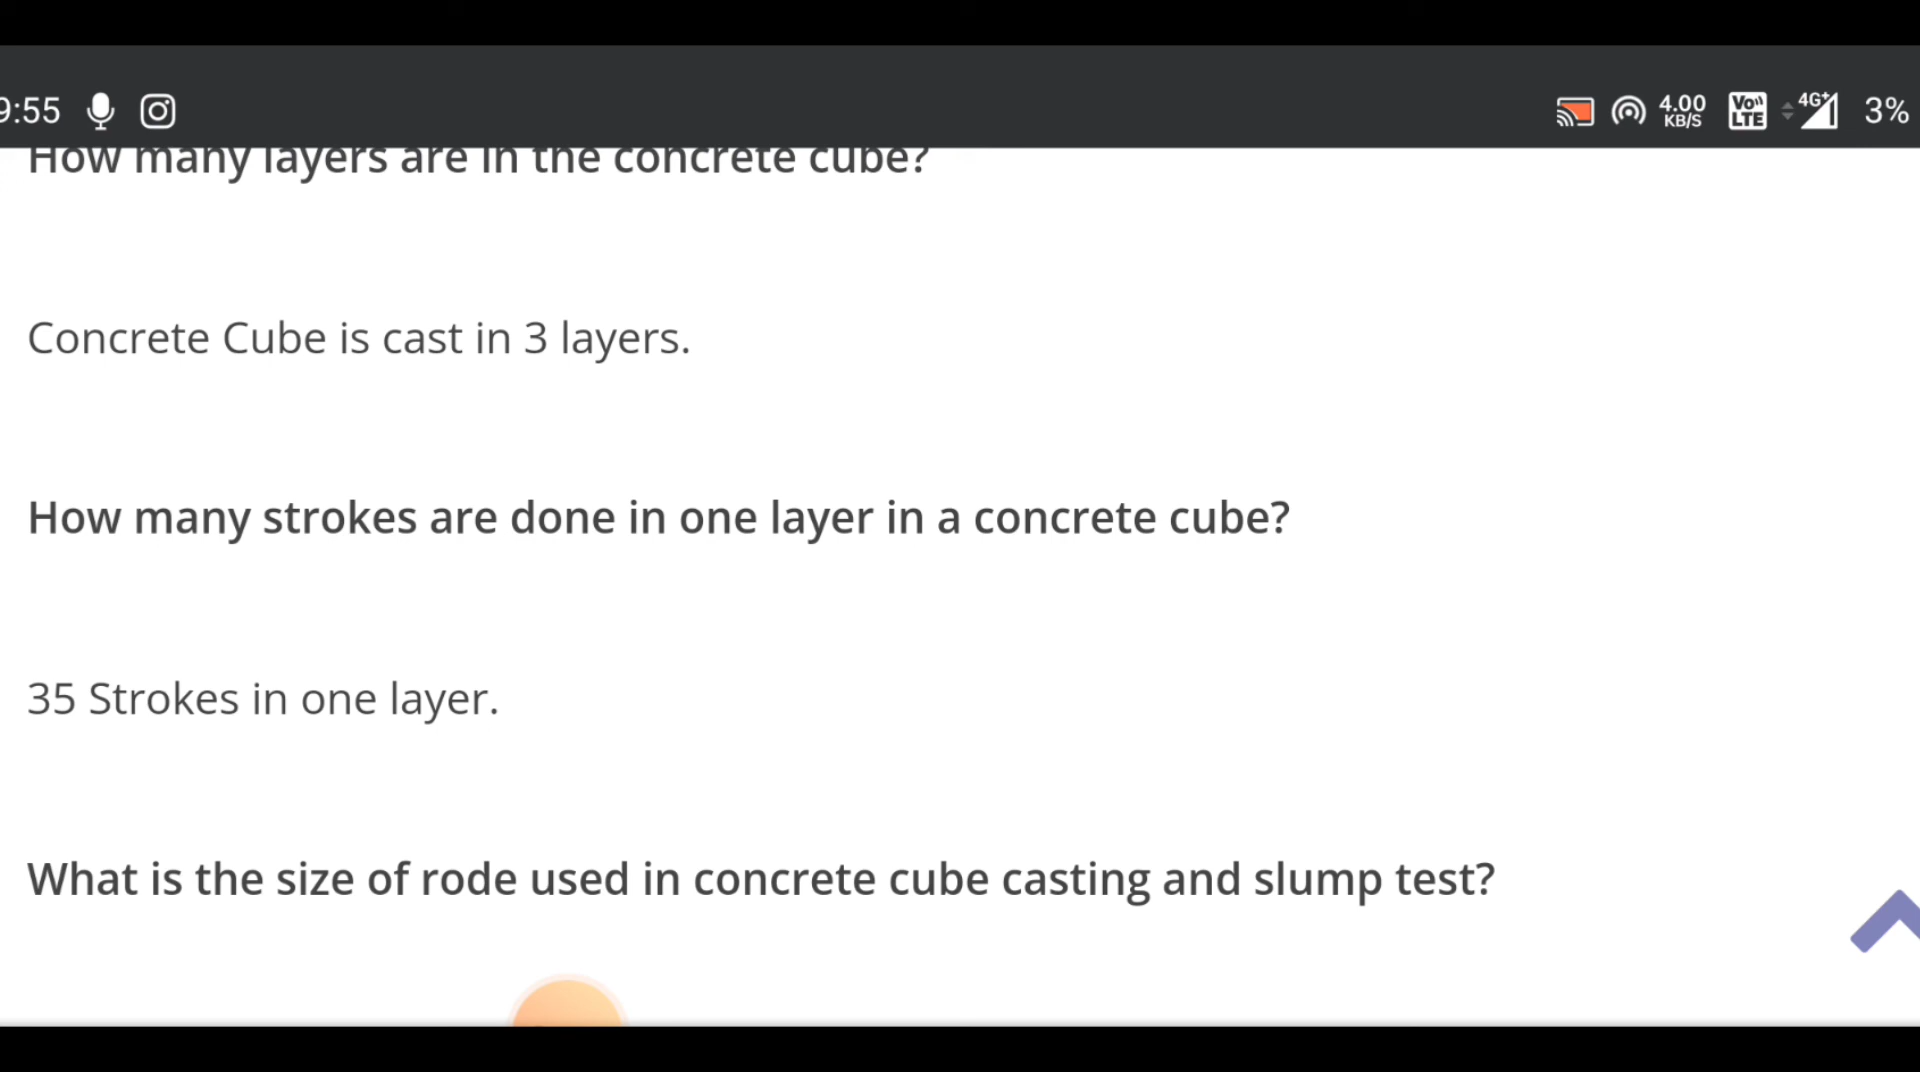 9:55 4.00 KB/S VoLTE 4G+ 3%
How many layers are in the concrete cube?
Concrete Cube is cast in 3 layers.
How many strokes are done in one layer in a concrete cube?
35 Strokes in one layer.
What is the size of rode used in concrete cube casting and slump test?